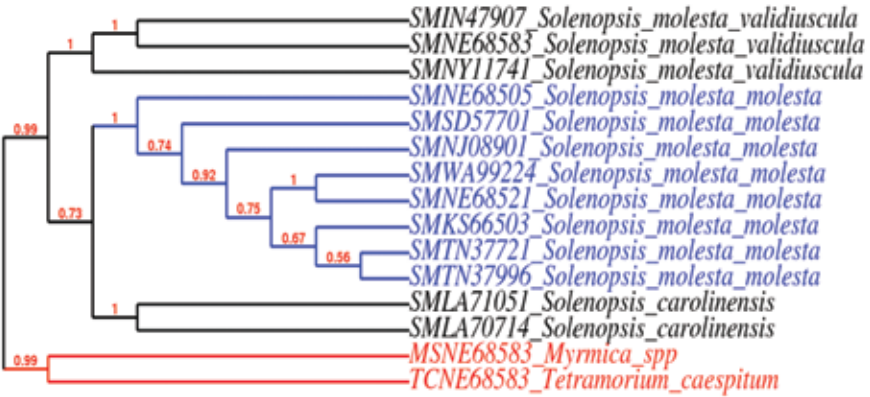 SMIN47907_Solenopsis_molesta_validiuscula
1
1
SMNE68583_Solenopsis_molesta_validiuscula
SMNY11741_Solenopsis_molesta_validiuscula
SMNE68505_Solenopsis_molesta_molesta
1
0.99
SMSD57701_Solenopsis_molesta_molesta
0.74
SMNJ08901_Solenopsis_molesta_molesta
0.92
SMWA99224_Solenopsis_molesta_molesta
1
SMNE68521_Solenopsis_molesta_molesta
0.73
0.75
SMKS66503_Solenopsis_molesta_molesta
0.67
SMTN37721_Solenopsis_molesta_molesta
0.56
SMTN37996_Solenopsis_molesta_molesta
SMLA71051_Solenopsis_carolinensis
1
SMLA70714_Solenopsis_carolinensis
MSNE68583_Myrmica_spp
0.99
TCNE68583_Tetramorium_caespitum